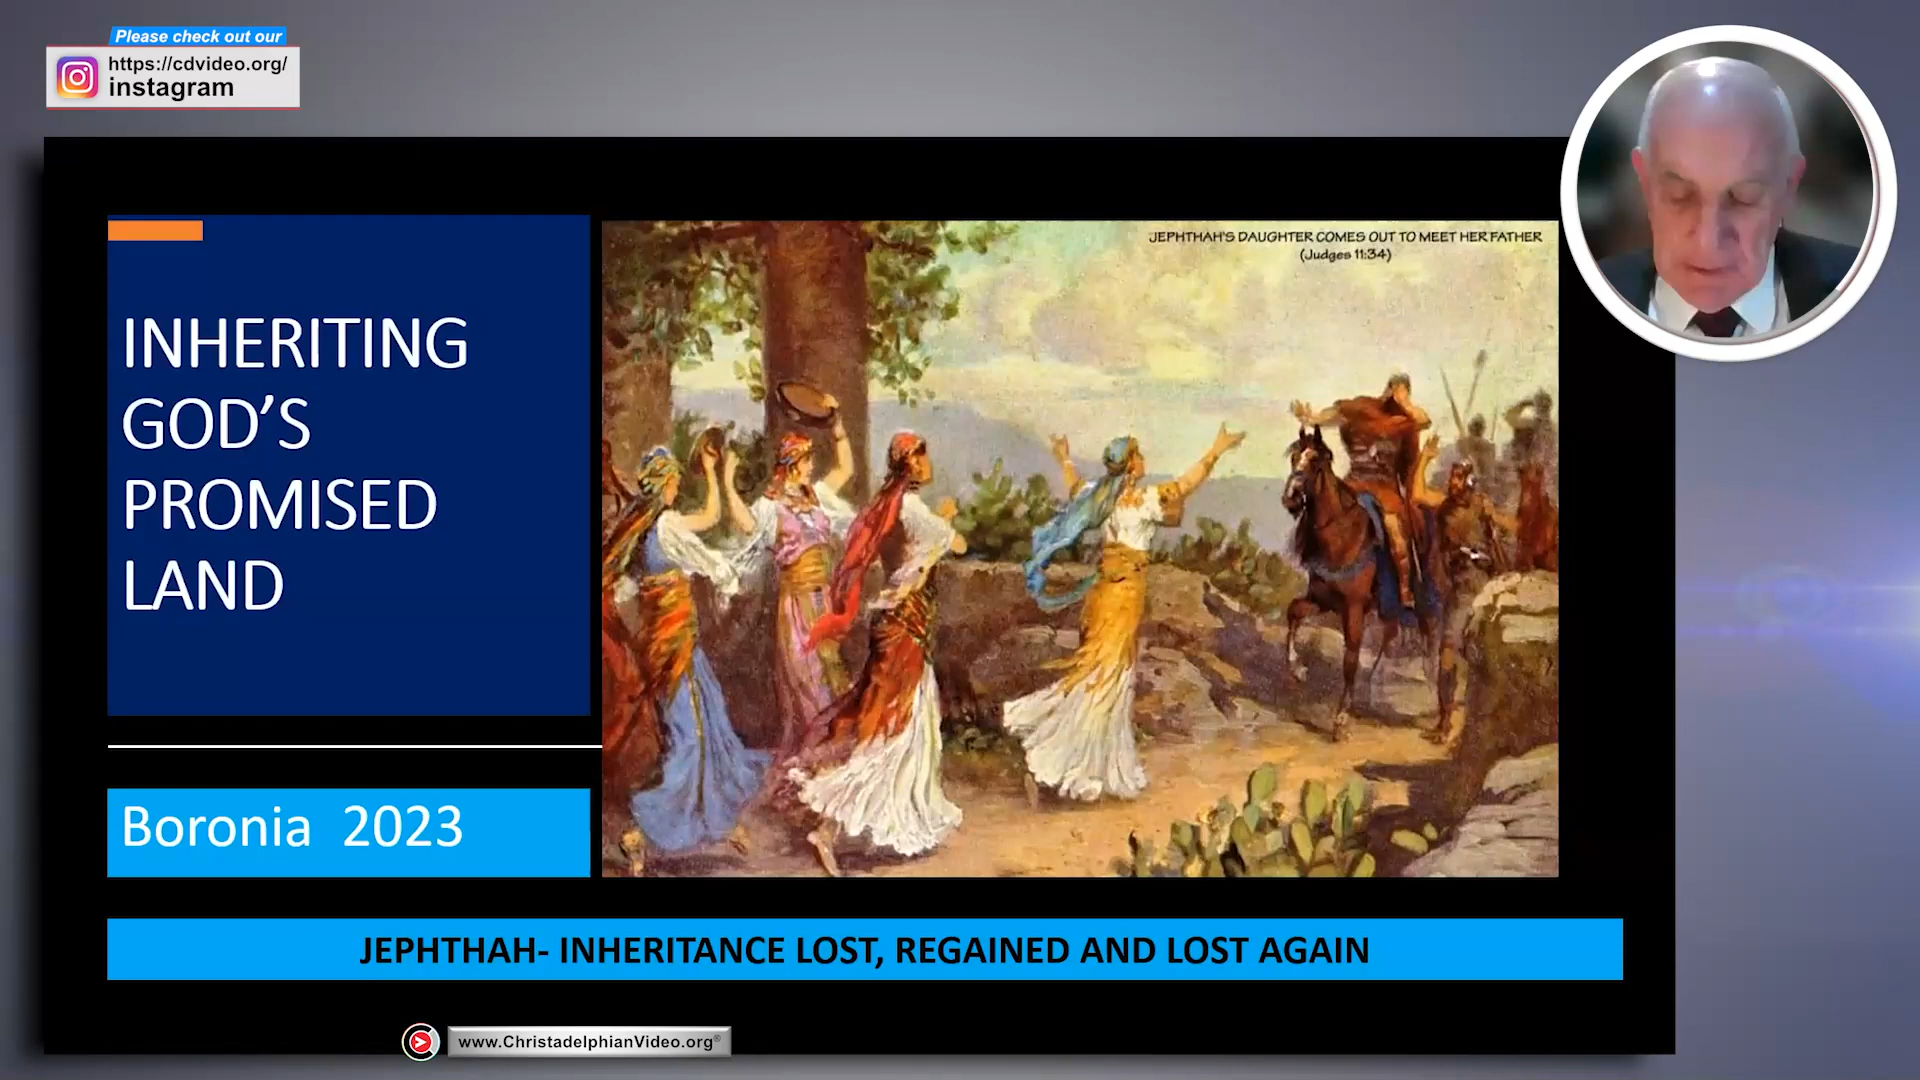 Please check out our
https://cdvideo.org/
instagram
JEPHTHAH'S DAUGHTER COMES OUT TO MEET HER FATHER
(Judges 11:34)
INHERITING
GOD'S
PROMISED
LAND
Boronia 2023
JEPHTHAH- INHERITANCE LOST, REGAINED AND LOST AGAIN
www.ChristadelphianVideo.org®